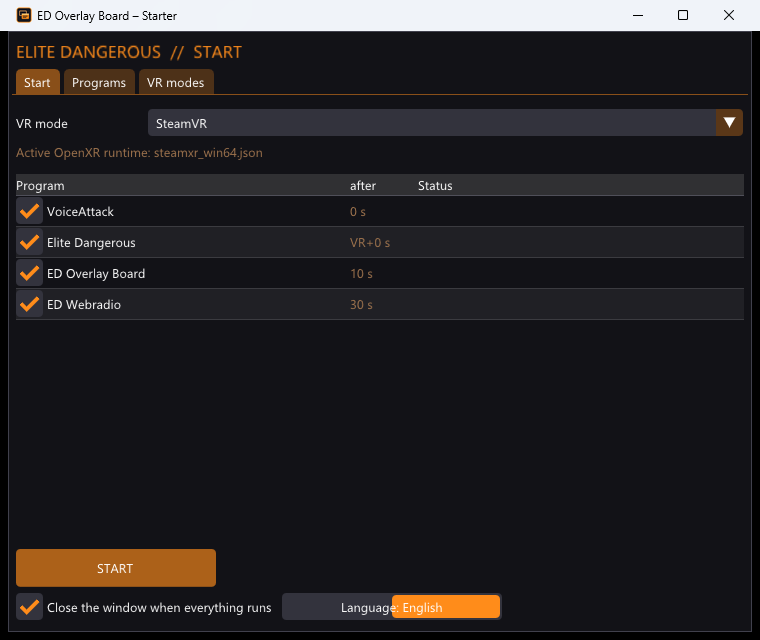 ED Overlay Board – Starter
ELITE DANGEROUS // START
Start Programs VR modes
VR mode SteamVR
Active OpenXR runtime: steamxr_win64.json
Program after Status
VoiceAttack 0 s
Elite Dangerous VR+0 s
ED Overlay Board 10 s
ED Webradio 30 s
START
Close the window when everything runs Language: English